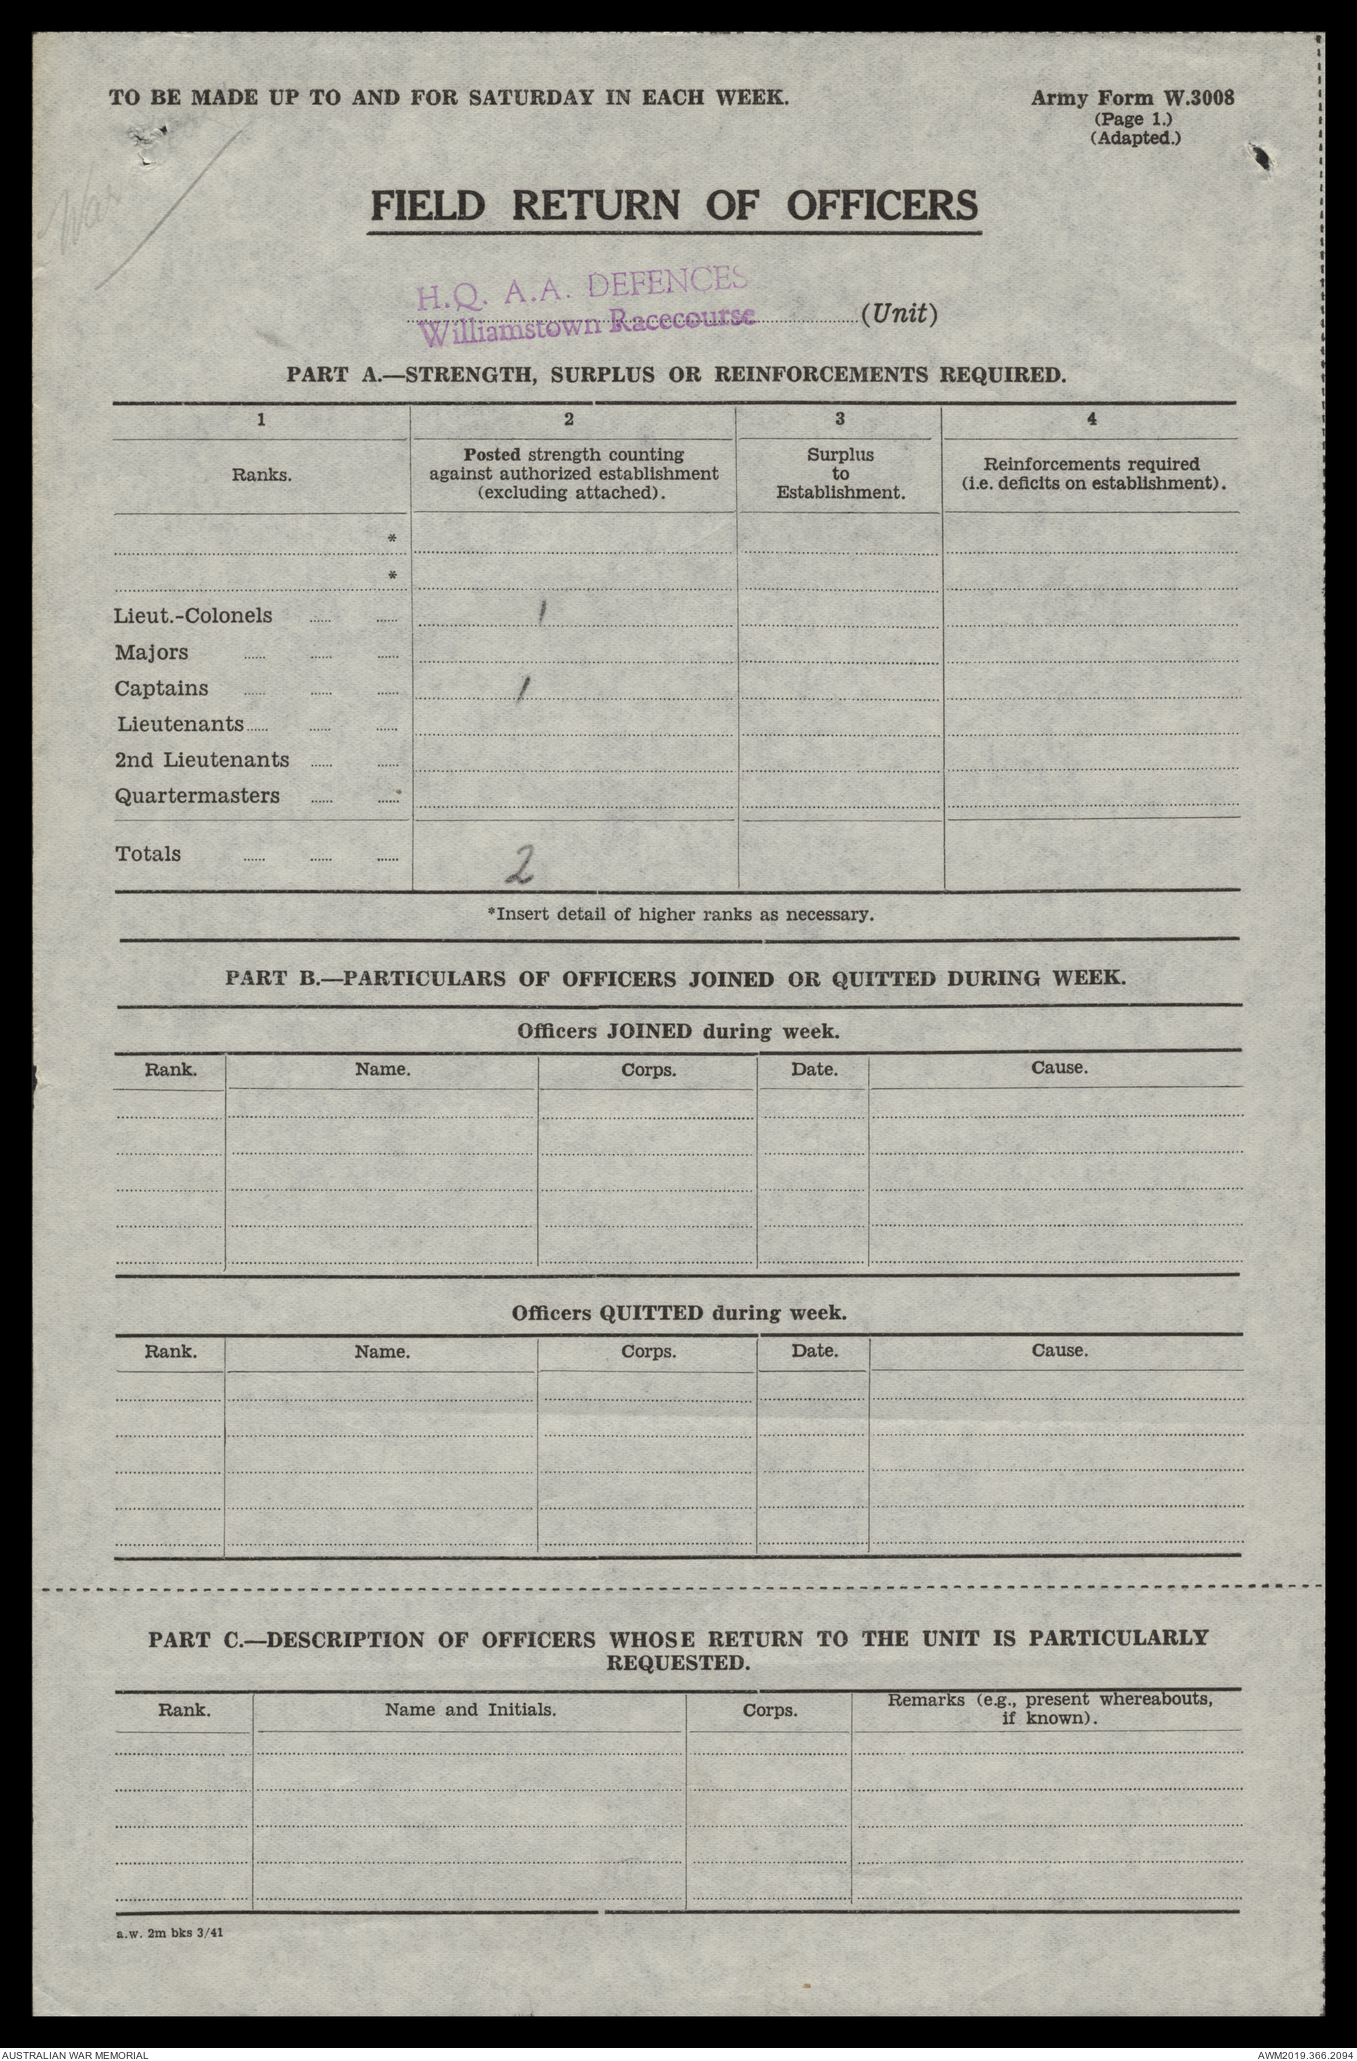 TO BE MADE UP TO AND FOR SATURDAY IN EACH WEEK.
Army Form W.3008
(Page 1.)
(Adapted.)
War
FIELD RETURN OF OFFICERS
H.Q. A.A. DEFENCES
Williamstown Racecourse (Unit)
PART A.—STRENGTH, SURPLUS OR REINFORCEMENTS REQUIRED.
1 2 3 4
Ranks.
Posted strength counting
against authorized establishment
(excluding attached).
Surplus
to
Establishment.
Reinforcements required
(i.e. deficits on establishment).
*
*
Lieut.-Colonels 1
Majors
Captains 1
Lieutenants
2nd Lieutenants
Quartermasters
Totals 2
*Insert detail of higher ranks as necessary.
PART B.—PARTICULARS OF OFFICERS JOINED OR QUITTED DURING WEEK.
Officers JOINED during week.
Rank. Name. Corps. Date. Cause.
Officers QUITTED during week.
Rank. Name. Corps. Date. Cause.
PART C.—DESCRIPTION OF OFFICERS WHOSE RETURN TO THE UNIT IS PARTICULARLY
REQUESTED.
Rank. Name and Initials. Corps.
Remarks (e.g., present whereabouts,
if known).
a.w. 2m bks 3/41
AUSTRALIAN WAR MEMORIAL AWM2019.366.2094